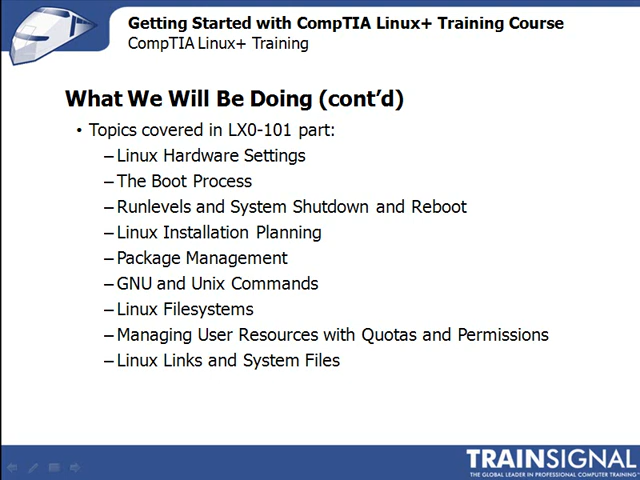 Getting Started with CompTIA Linux+ Training Course
CompTIA Linux+ Training
What We Will Be Doing (cont'd)
• Topics covered in LX0-101 part:
– Linux Hardware Settings
– The Boot Process
– Runlevels and System Shutdown and Reboot
– Linux Installation Planning
– Package Management
– GNU and Unix Commands
– Linux Filesystems
– Managing User Resources with Quotas and Permissions
– Linux Links and System Files
TRAINSIGNAL
THE GLOBAL LEADER IN PROFESSIONAL COMPUTER TRAINING